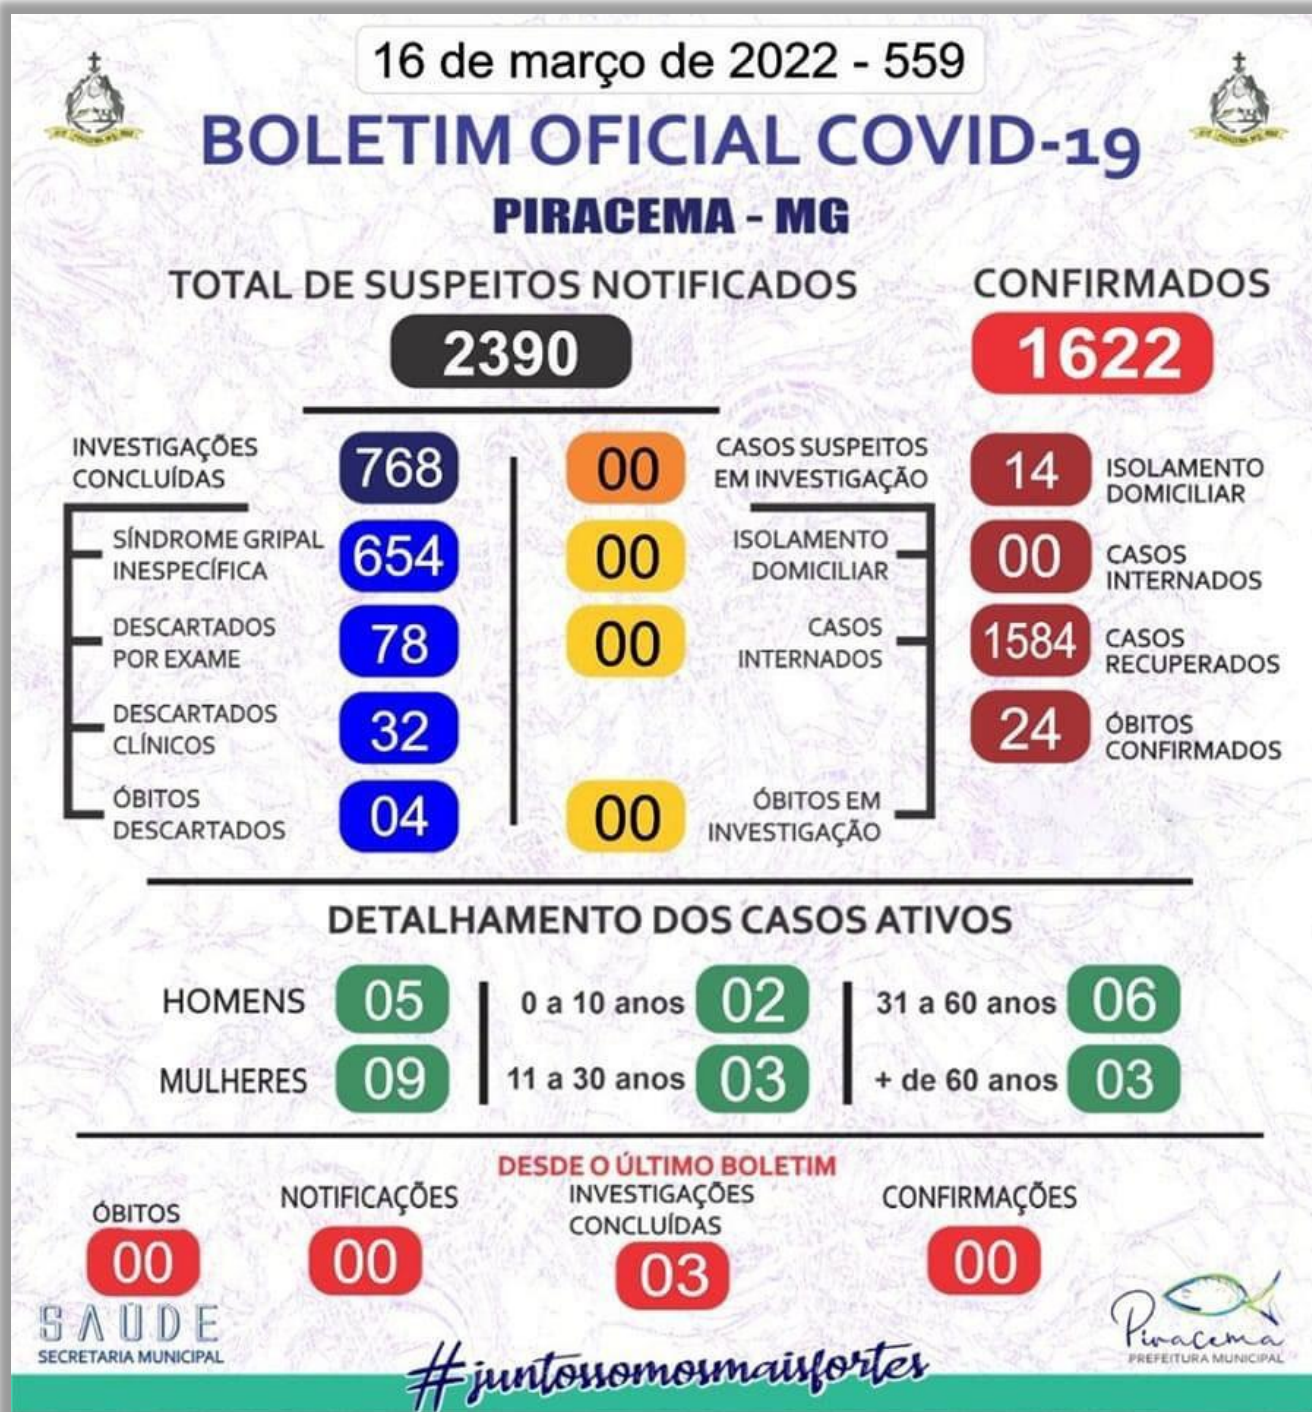 16 de março de 2022 - 559
BOLETIM OFICIAL COVID-19
PIRACEMA - MG
TOTAL DE SUSPEITOS NOTIFICADOS
2390
CONFIRMADOS
1622
INVESTIGAÇÕES
CONCLUÍDAS
768
SÍNDROME GRIPAL
INESPECÍFICA
654
DESCARTADOS
POR EXAME
78
DESCARTADOS
CLÍNICOS
32
ÓBITOS
DESCARTADOS
04
00
CASOS SUSPEITOS
EM INVESTIGAÇÃO
00
ISOLAMENTO
DOMICILIAR
00
CASOS
INTERNADOS
00
ÓBITOS EM
INVESTIGAÇÃO
14
ISOLAMENTO
DOMICILIAR
00
CASOS
INTERNADOS
1584
CASOS
RECUPERADOS
24
ÓBITOS
CONFIRMADOS
DETALHAMENTO DOS CASOS ATIVOS
HOMENS 05
MULHERES 09
0 a 10 anos 02
11 a 30 anos 03
31 a 60 anos 06
+ de 60 anos 03
DESDE O ÚLTIMO BOLETIM
ÓBITOS
00
NOTIFICAÇÕES
00
INVESTIGAÇÕES
CONCLUÍDAS
03
CONFIRMAÇÕES
00
SAÚDE
SECRETARIA MUNICIPAL
#juntossomosmaisfortes
Piracema
PREFEITURA MUNICIPAL